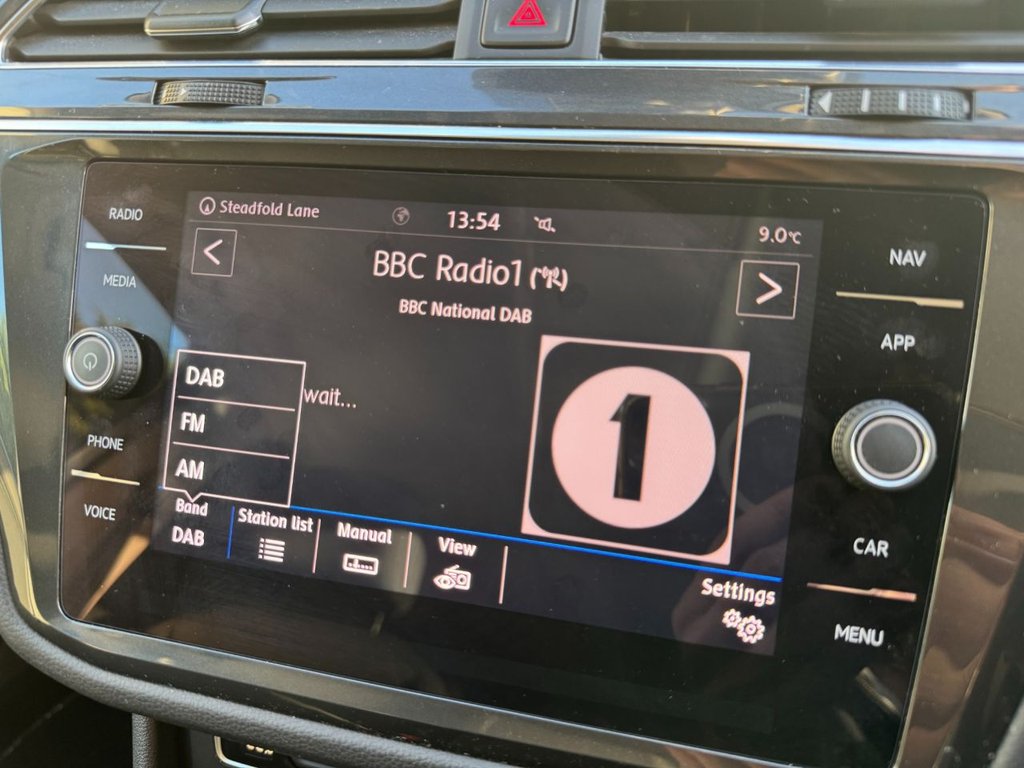 RADIO
MEDIA
PHONE
VOICE
Steadfold Lane
13:54
9.0°C
<
BBC Radio1
>
BBC National DAB
DAB
FM
AM
wait...
1
Band
DAB
Station list
Manual
View
Settings
NAV
APP
CAR
MENU